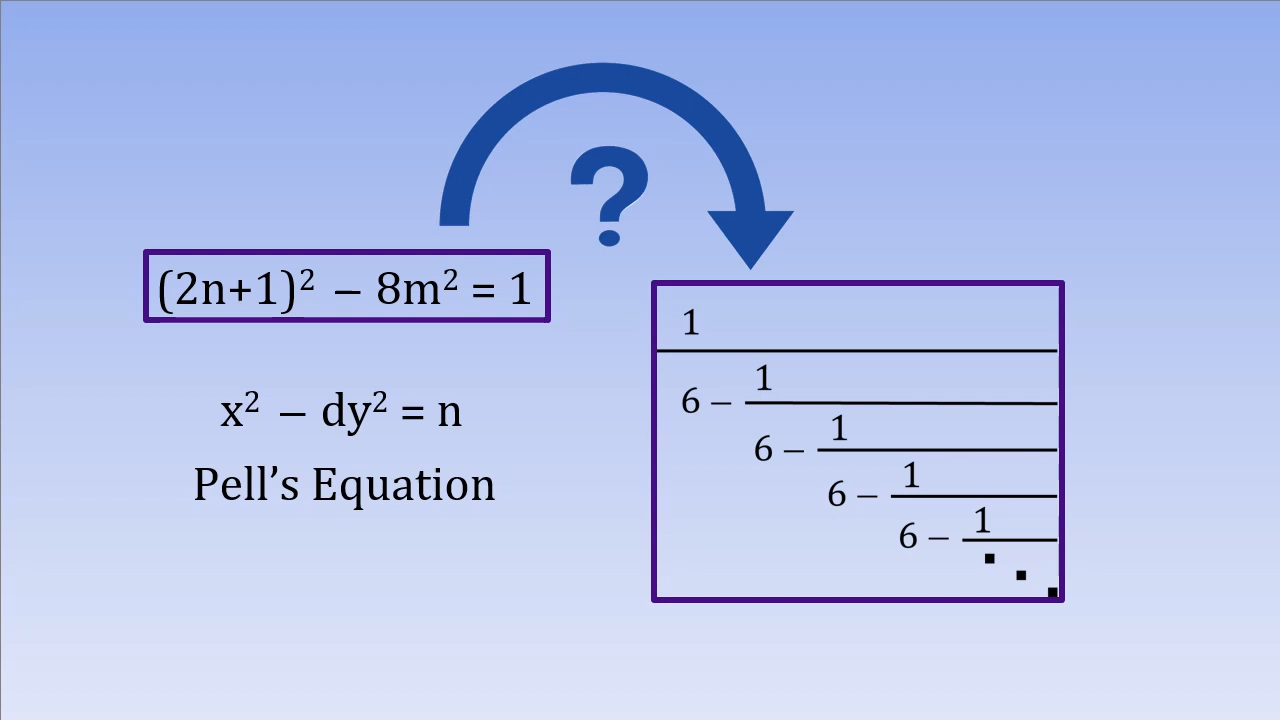 ?
(2n+1)² – 8m² = 1
x² – dy² = n
Pell’s Equation
1
6 – 1
6 – 1
6 – 1
6 – 1
⋱